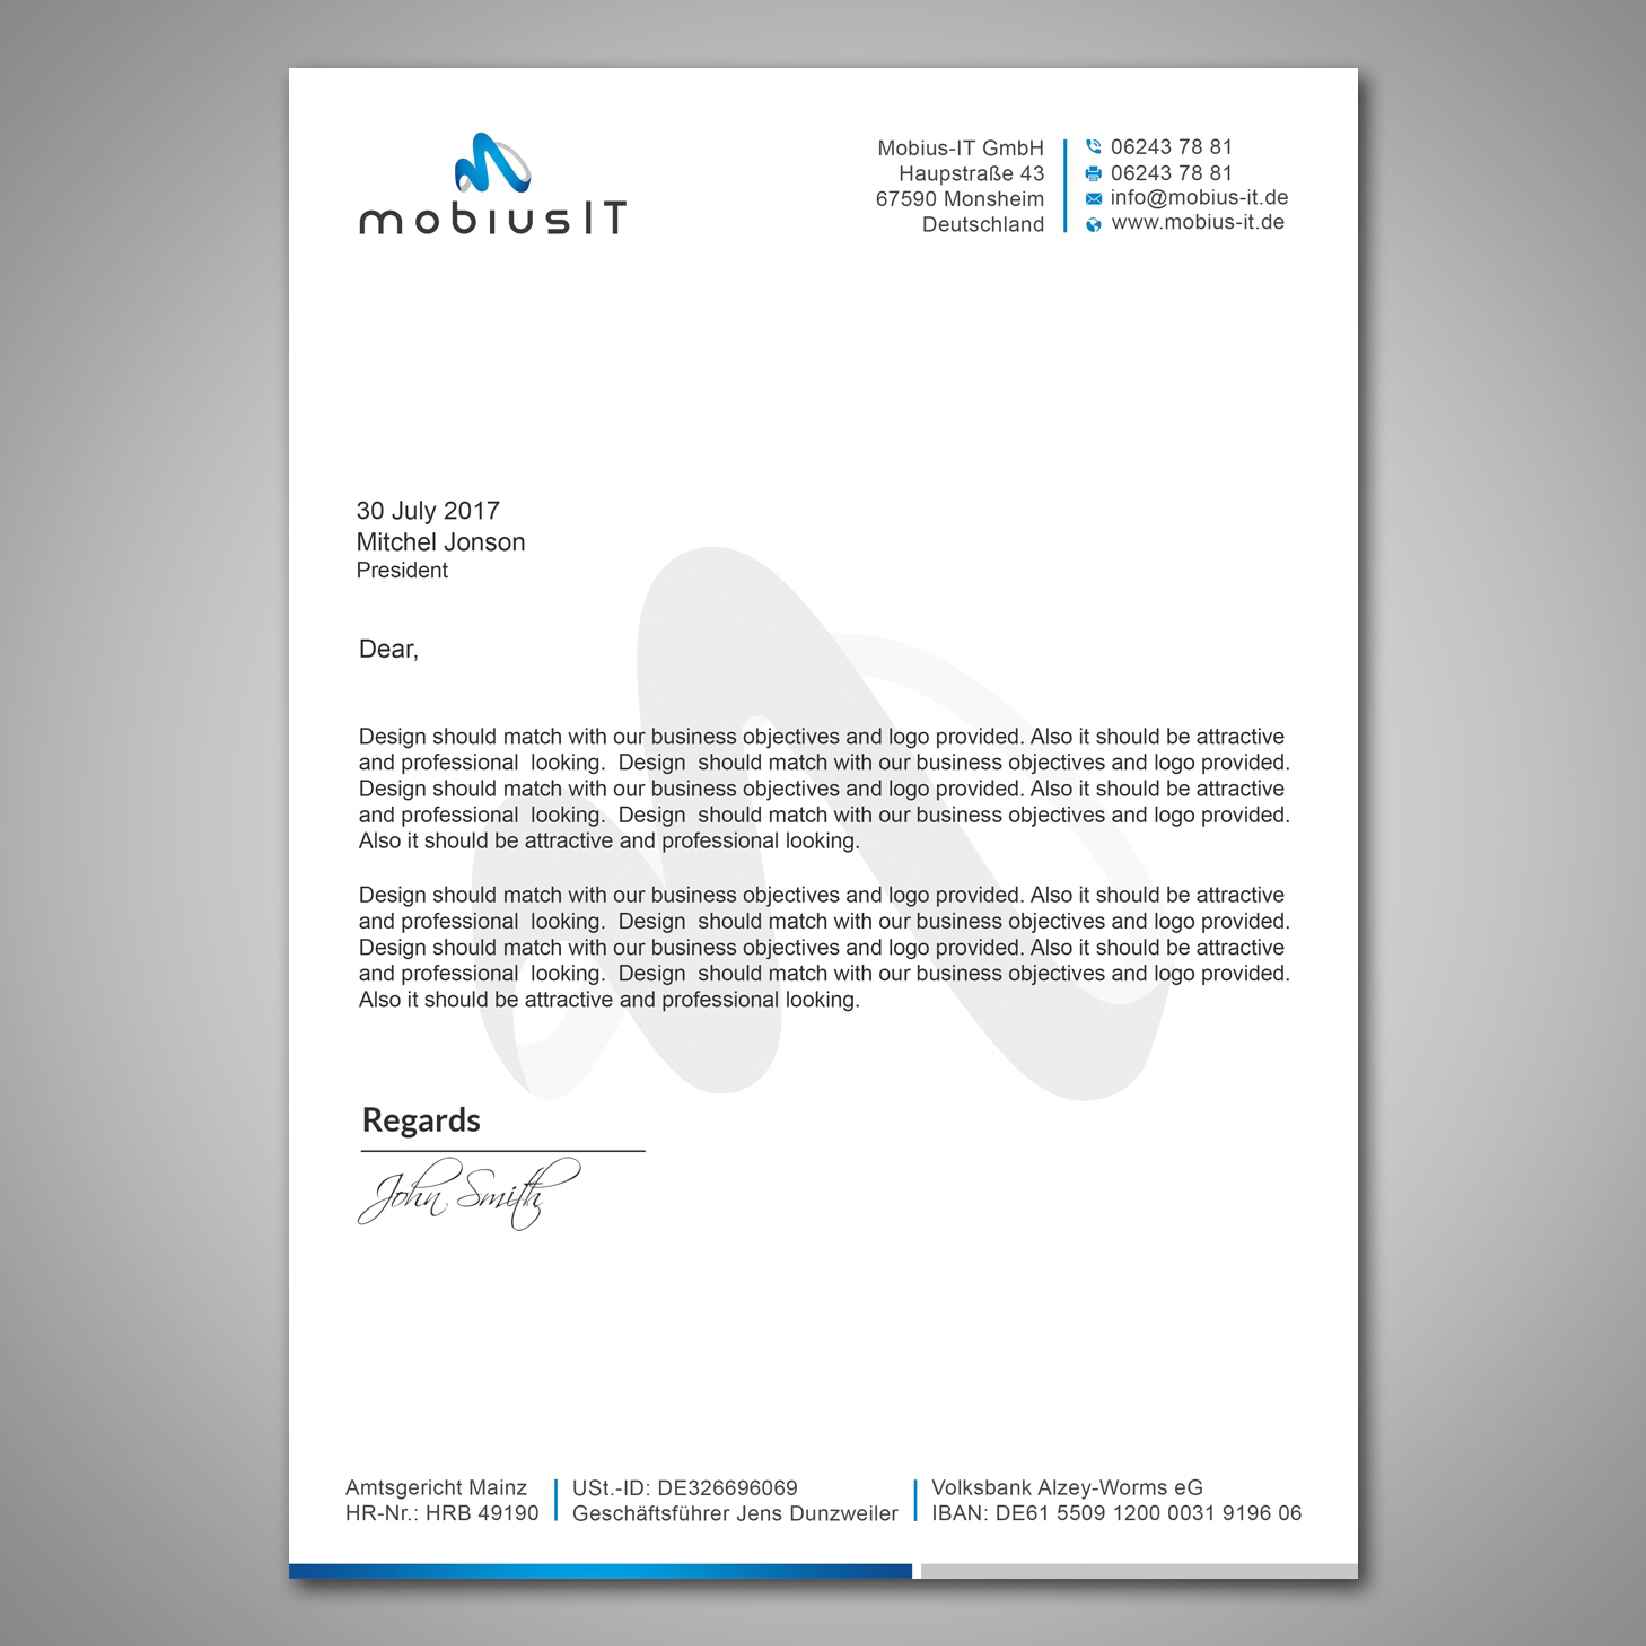 mobiusIT
Mobius-IT GmbH
Haupstraße 43
67590 Monsheim
Deutschland
06243 78 81
06243 78 81
info@mobius-it.de
www.mobius-it.de
30 July 2017
Mitchel Jonson
President
Dear,
Design should match with our business objectives and logo provided. Also it should be attractive
and professional looking. Design should match with our business objectives and logo provided.
Design should match with our business objectives and logo provided. Also it should be attractive
and professional looking. Design should match with our business objectives and logo provided.
Also it should be attractive and professional looking.
Design should match with our business objectives and logo provided. Also it should be attractive
and professional looking. Design should match with our business objectives and logo provided.
Design should match with our business objectives and logo provided. Also it should be attractive
and professional looking. Design should match with our business objectives and logo provided.
Also it should be attractive and professional looking.
Regards
John Smith
Amtsgericht Mainz
HR-Nr.: HRB 49190
USt.-ID: DE326696069
Geschäftsführer Jens Dunzweiler
Volksbank Alzey-Worms eG
IBAN: DE61 5509 1200 0031 9196 06